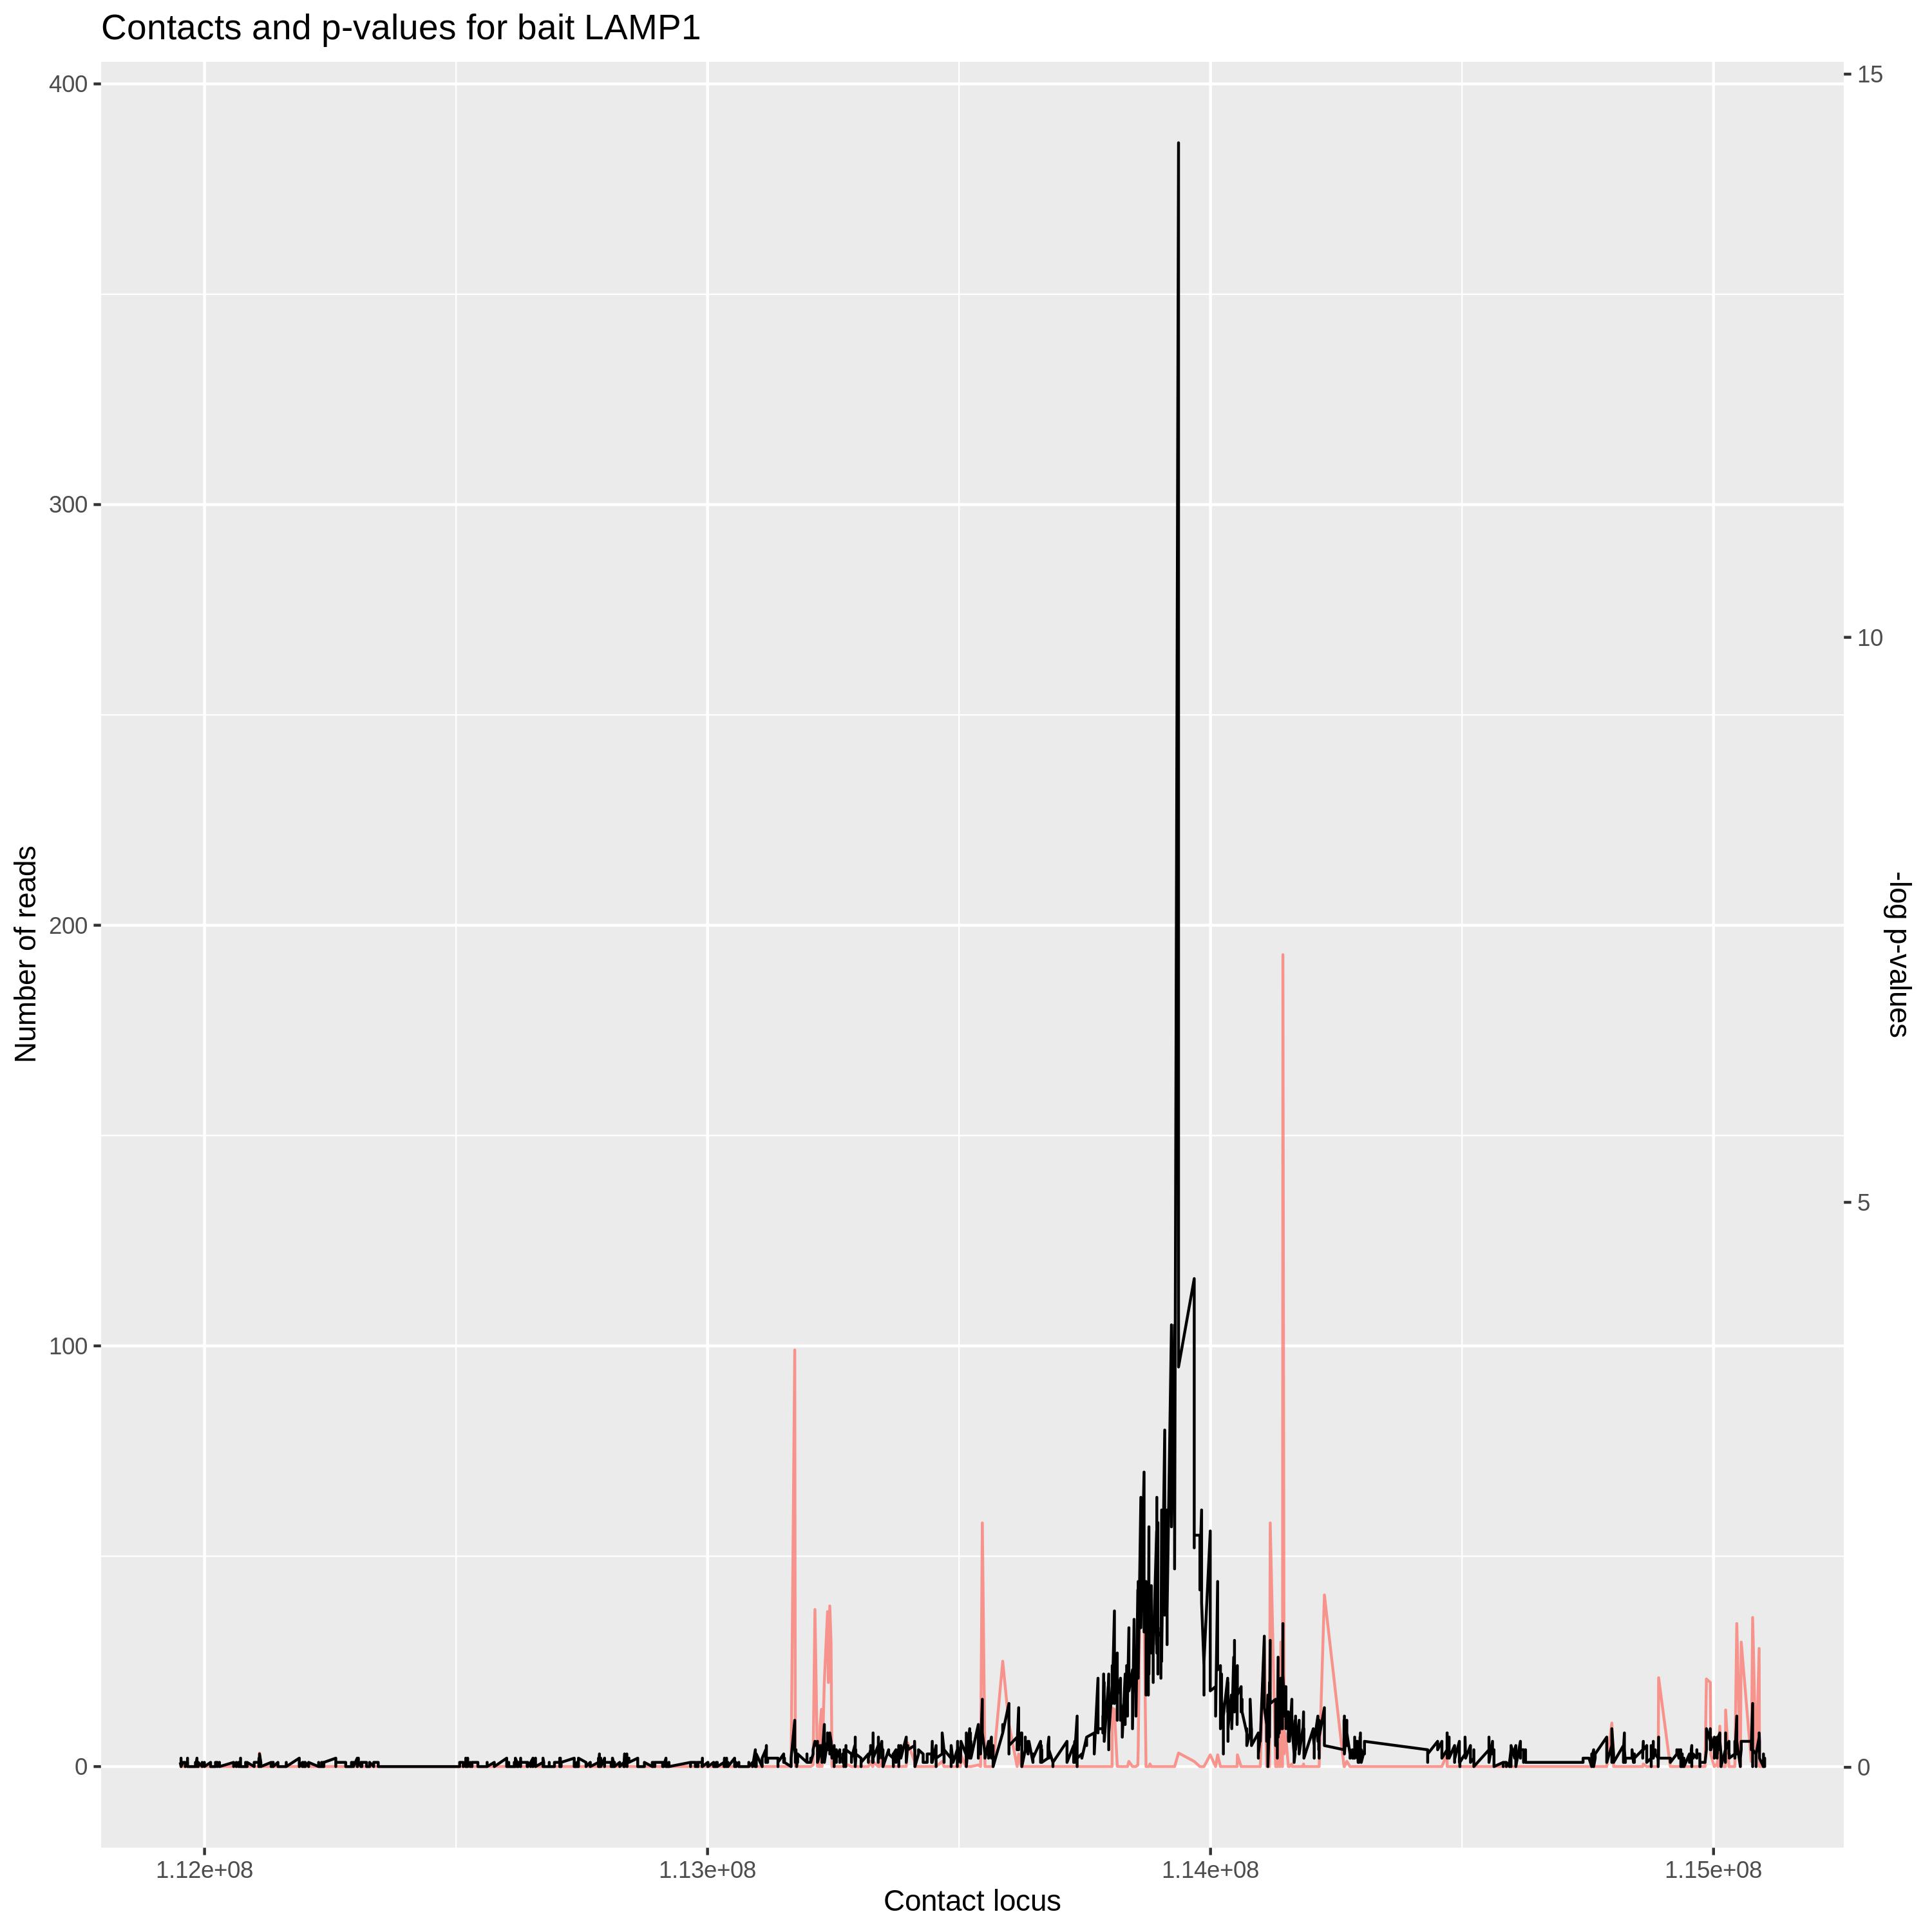 Contacts and p-values for bait LAMP1
400
300
200
100
0
Number of reads
15
10
5
0
-log p-values
1.12e+08
1.13e+08
1.14e+08
1.15e+08
Contact locus